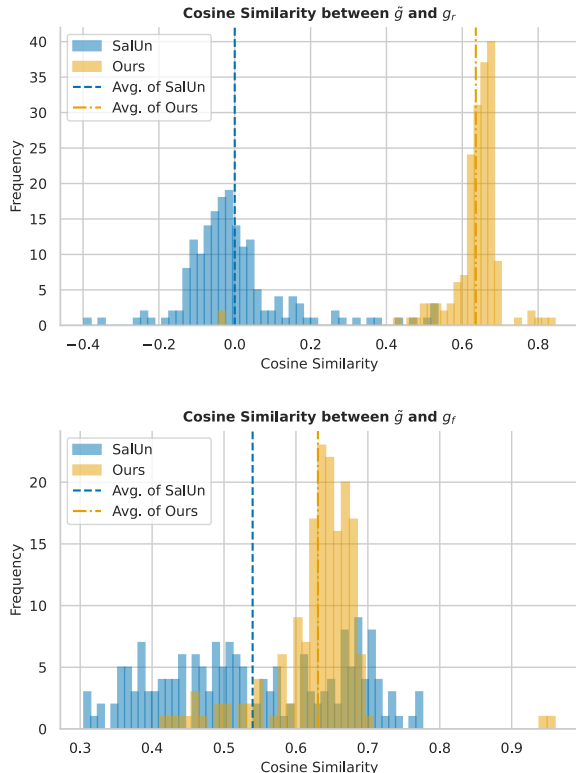 Cosine Similarity between g̃ and gᵣ
SalUn
Ours
Avg. of SalUn
Avg. of Ours
Frequency
40
35
30
25
20
15
10
5
0
−0.4 −0.2 0.0 0.2 0.4 0.6 0.8
Cosine Similarity
Cosine Similarity between g̃ and g_f
SalUn
Ours
Avg. of SalUn
Avg. of Ours
Frequency
20
15
10
5
0
0.3 0.4 0.5 0.6 0.7 0.8 0.9
Cosine Similarity